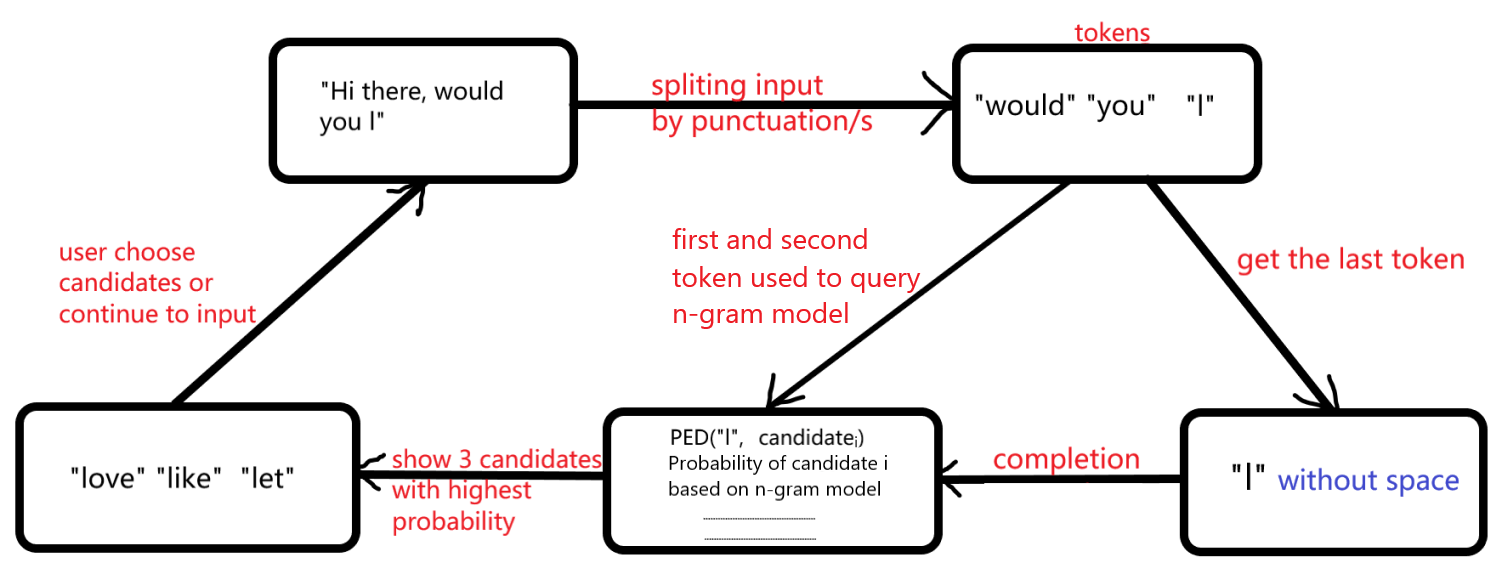 tokens
"Hi there, would
you l"
spliting input
by punctuation/s
"would" "you" "l"
first and second
token used to query
n-gram model
get the last token
user choose
candidates or
continue to input
"love" "like" "let"
show 3 candidates
with highest
probability
PED("l", candidateᵢ)
Probability of candidate i
based on n-gram model
completion
"l" without space